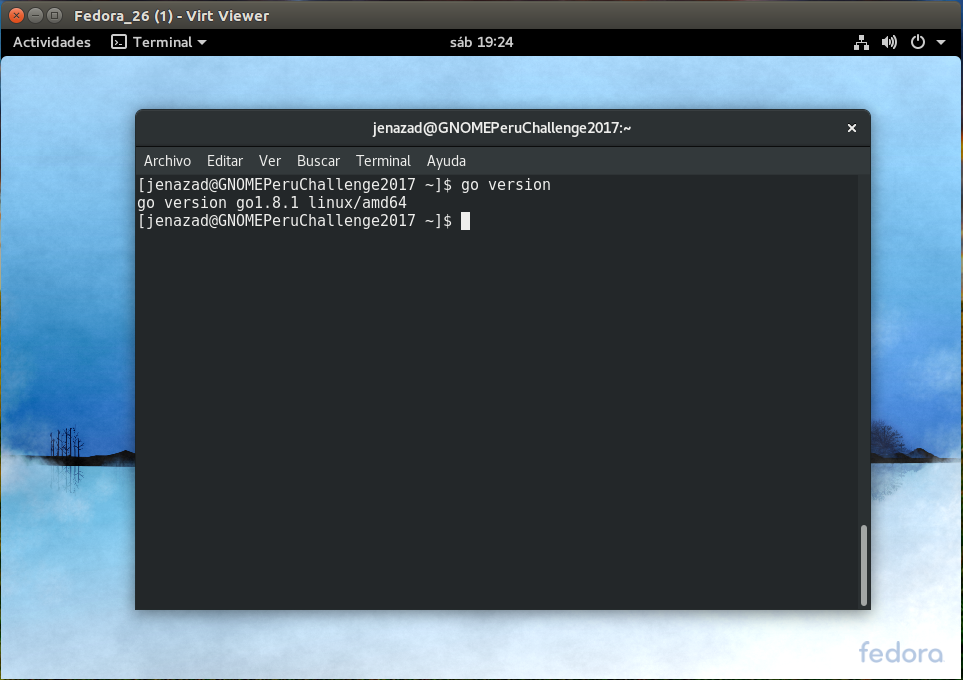 Fedora_26 (1) - Virt Viewer
Actividades Terminal sáb 19:24
jenazad@GNOMEPeruChallenge2017:~
Archivo Editar Ver Buscar Terminal Ayuda
[jenazad@GNOMEPeruChallenge2017 ~]$ go version
go version go1.8.1 linux/amd64
[jenazad@GNOMEPeruChallenge2017 ~]$
fedora